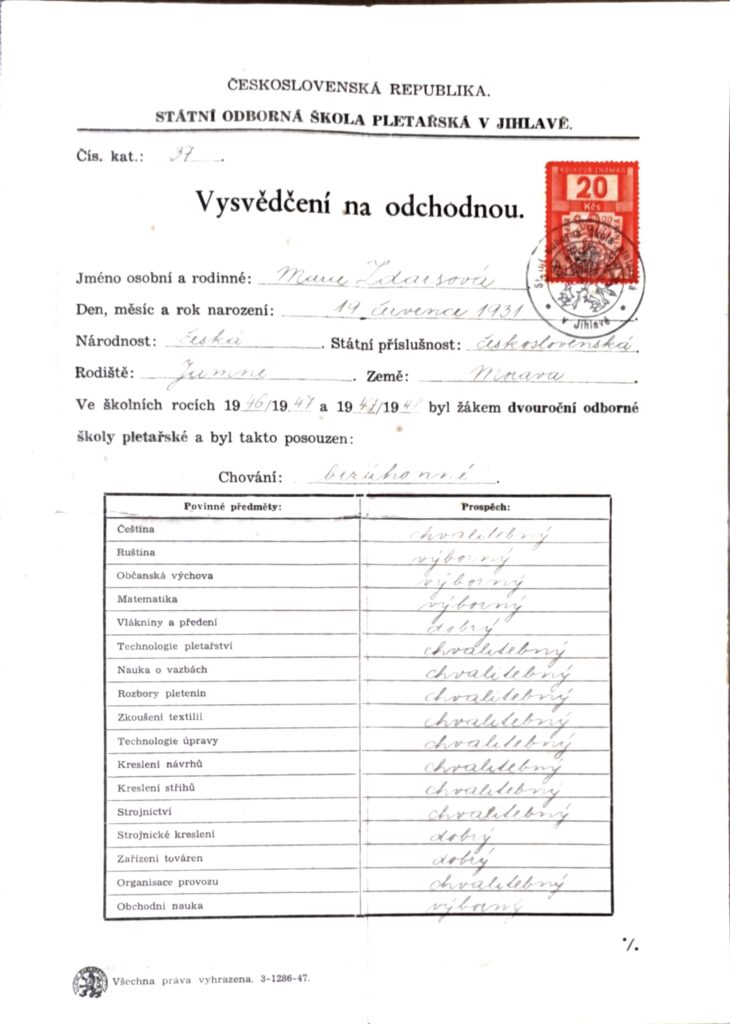 ČESKOSLOVENSKÁ REPUBLIKA.
STÁTNÍ ODBORNÁ ŠKOLA PLETAŘSKÁ V JIHLAVĚ.
Čís. kat.: 37.
KOLKOVÁ ZNÁMKA
20
Kčs
Vysvědčení na odchodnou.
v Jihlavě
Jméno osobní a rodinné: Marie Zdarsová
Den, měsíc a rok narození: 19. července 1931
Národnost: česká. Státní příslušnost: československá.
Rodiště: Země: Morava.
Ve školních rocích 1946/1947 a 1947/1948 byl žákem dvouroční odborné
školy pletařské a byl takto posouzen:
Chování: bezúhonné.
Povinné předměty: Prospěch:
Čeština chvalitebný
Ruština výborný
Občanská výchova výborný
Matematika výborný
Vlákniny a předení dobrý
Technologie pletařství chvalitebný
Nauka o vazbách chvalitebný
Rozbory pletenin chvalitebný
Zkoušení textilií chvalitebný
Technologie úpravy chvalitebný
Kreslení návrhů chvalitebný
Kreslení střihů chvalitebný
Strojnictví chvalitebný
Strojnické kreslení dobrý
Zařízení továren dobrý
Organisace provozu chvalitebný
Obchodní nauka výborný
·/.
Všechna práva vyhrazena. 3-1286-47.